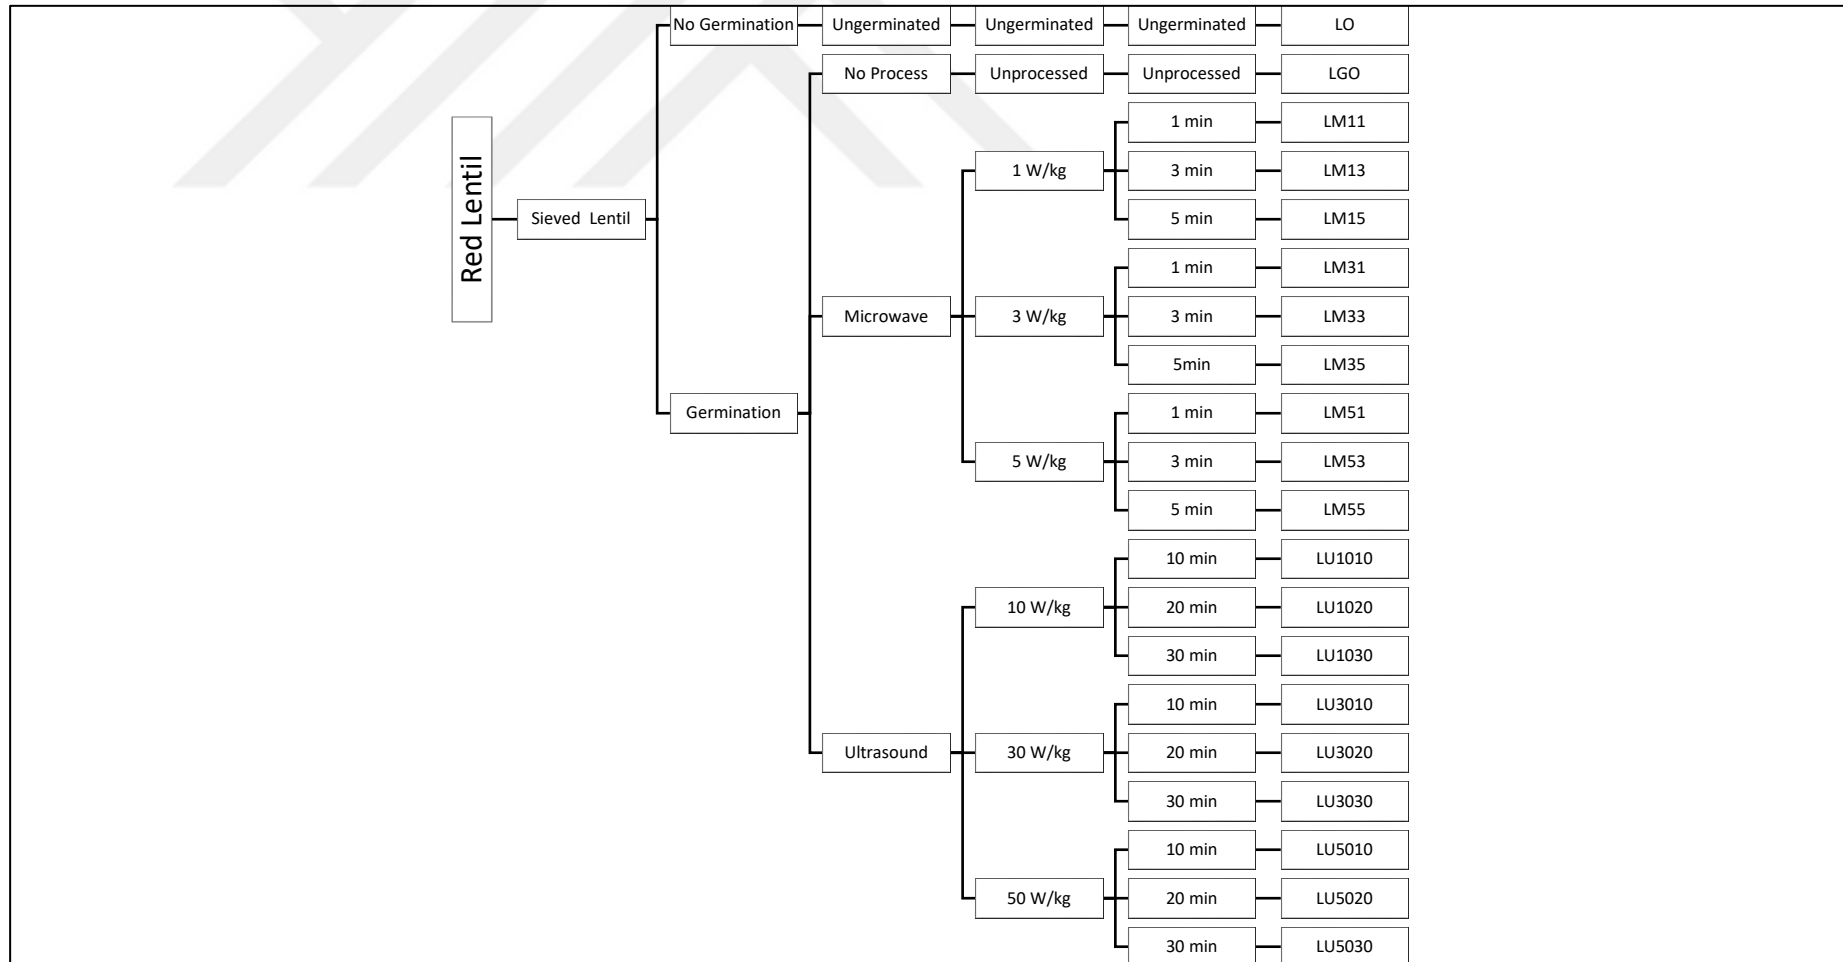 No Germination Ungerminated Ungerminated Ungerminated LO
No Process Unprocessed Unprocessed LGO
1 min LM11
1 W/kg 3 min LM13
5 min LM15
Red Lentil
Sieved Lentil
1 min LM31
Microwave 3 W/kg 3 min LM33
5min LM35
Germination
1 min LM51
5 W/kg 3 min LM53
5 min LM55
10 min LU1010
10 W/kg 20 min LU1020
30 min LU1030
10 min LU3010
Ultrasound 30 W/kg 20 min LU3020
30 min LU3030
10 min LU5010
50 W/kg 20 min LU5020
30 min LU5030